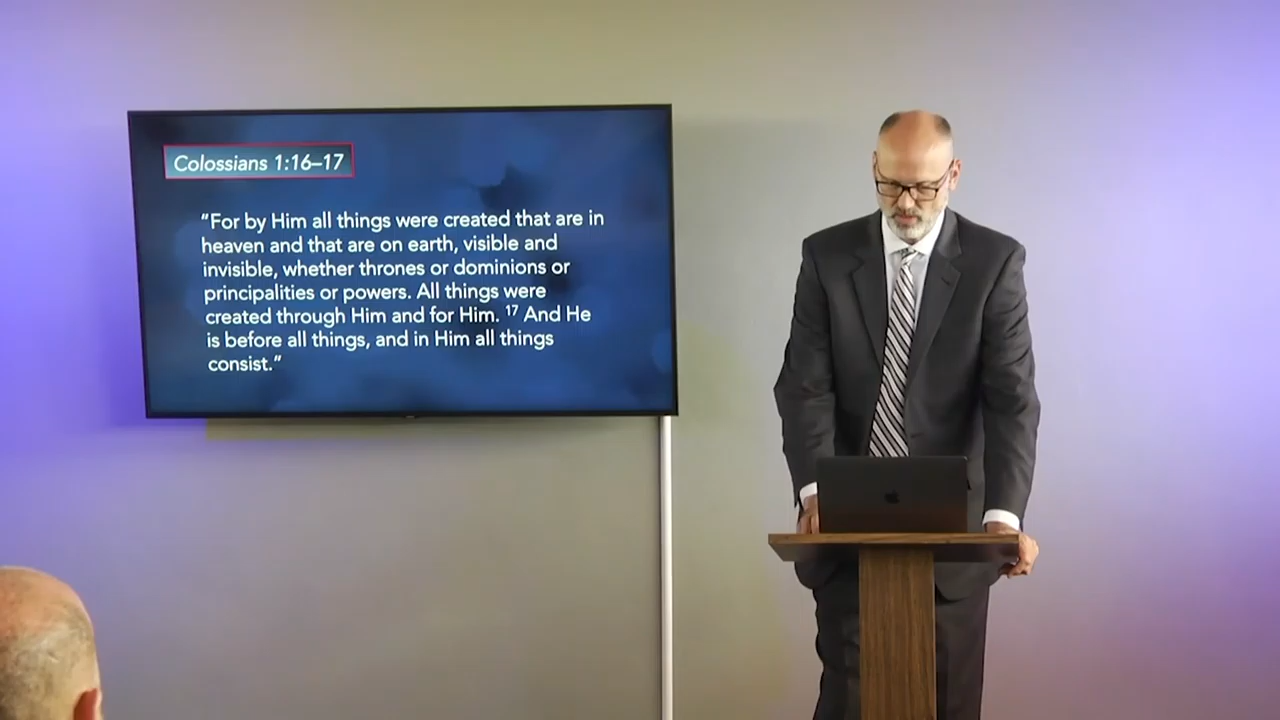 Colossians 1:16–17
“For by Him all things were created that are in
heaven and that are on earth, visible and
invisible, whether thrones or dominions or
principalities or powers. All things were
created through Him and for Him. 17 And He
is before all things, and in Him all things
consist.”